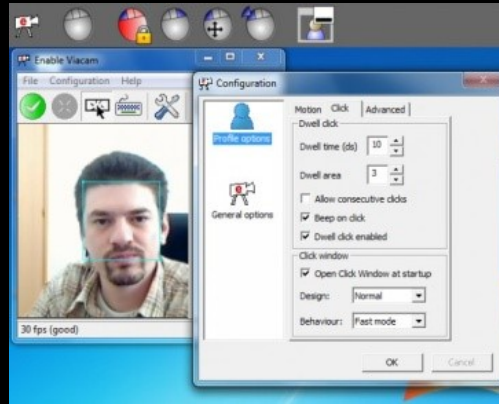 Enable Viacam
File Configuration Help
30 fps (good)
Configuration
Profile options
General options
Motion Click Advanced
Dwell click
Dwell time (ds) 10
Dwell area 3
Allow consecutive clicks
Beep on click
Dwell click enabled
Click window
Open Click Window at startup
Design: Normal
Behaviour: Fast mode
OK Cancel